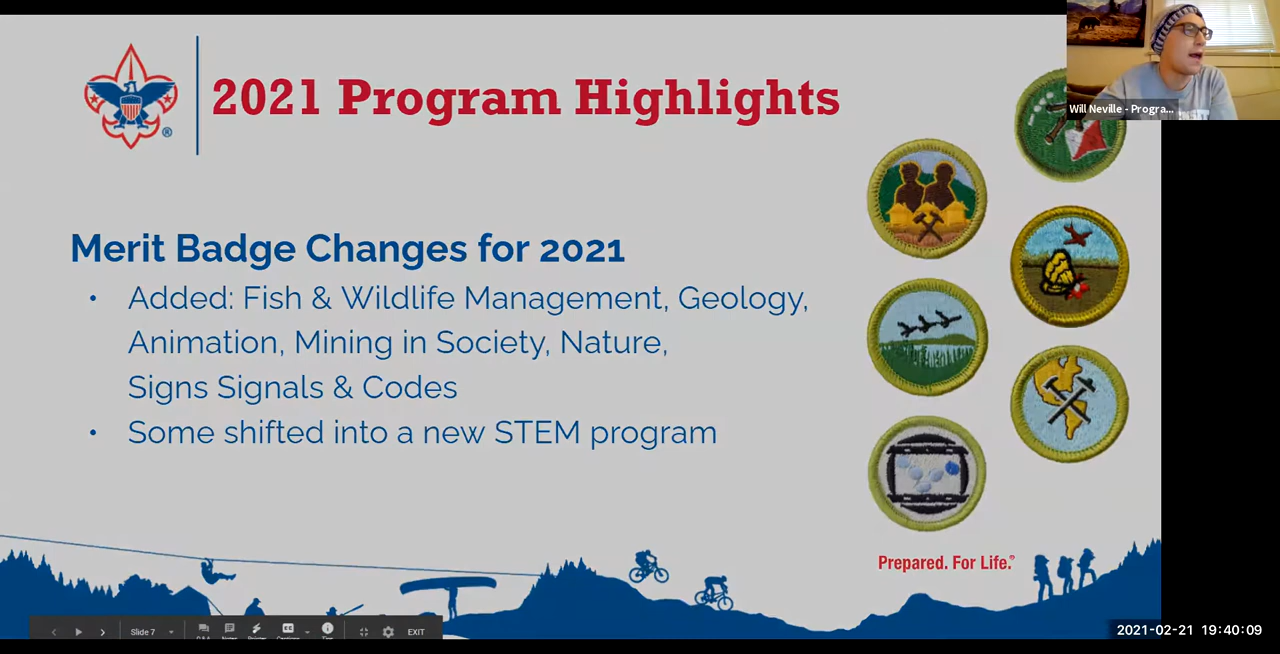 2021 Program Highlights
Will Neville - Progra...
Merit Badge Changes for 2021
• Added: Fish & Wildlife Management, Geology,
Animation, Mining in Society, Nature,
Signs Signals & Codes
• Some shifted into a new STEM program
Prepared. For Life.®
Slide 7
EXIT
2021-02-21 19:40:09